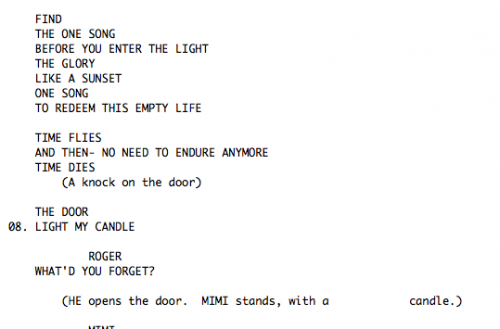 FIND
THE ONE SONG
BEFORE YOU ENTER THE LIGHT
THE GLORY
LIKE A SUNSET
ONE SONG
TO REDEEM THIS EMPTY LIFE
TIME FLIES
AND THEN- NO NEED TO ENDURE ANYMORE
TIME DIES
(A knock on the door)
THE DOOR
08. LIGHT MY CANDLE
ROGER
WHAT'D YOU FORGET?
(HE opens the door. MIMI stands, with a candle.)
MIMI